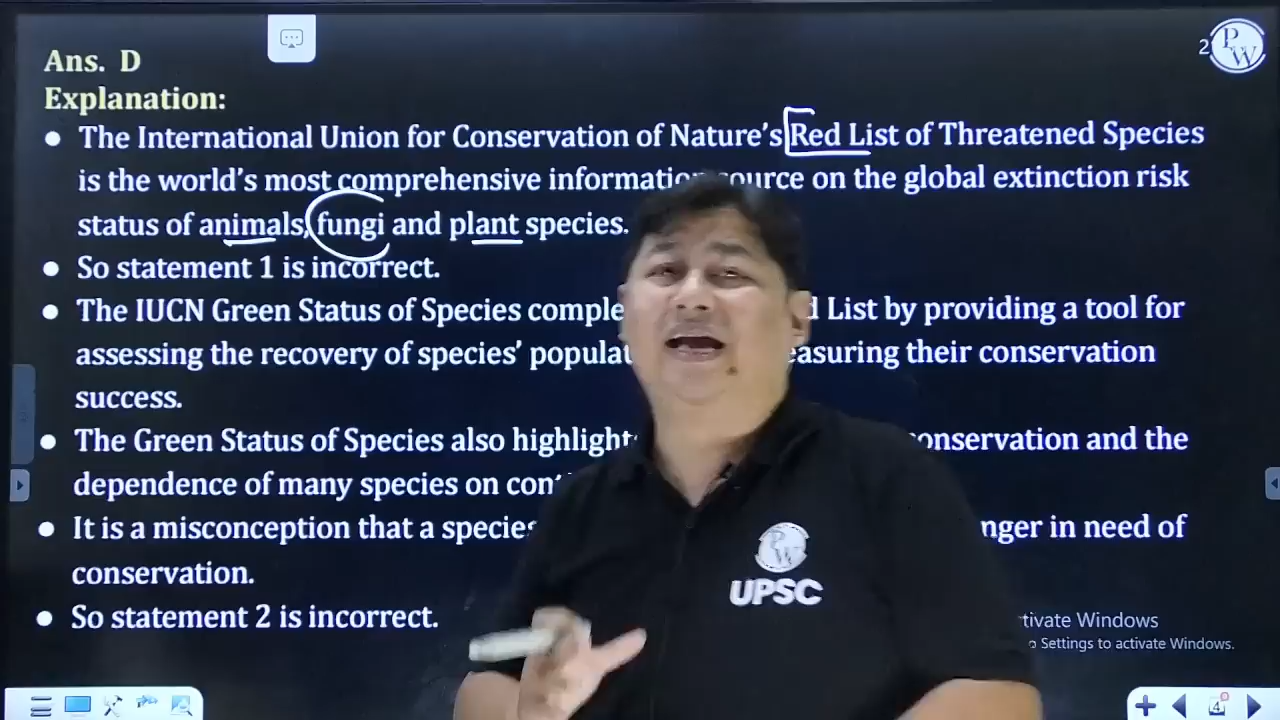 Ans. D
2 PW
Explanation:
• The International Union for Conservation of Nature's Red List of Threatened Species
is the world's most comprehensive information source on the global extinction risk
status of animals, fungi and plant species.
• So statement 1 is incorrect.
• The IUCN Green Status of Species comple d List by providing a tool for
assessing the recovery of species' populat easuring their conservation
success.
• The Green Status of Species also highlight onservation and the
dependence of many species on con
• It is a misconception that a species nger in need of
conservation.
• So statement 2 is incorrect.
PW
UPSC
tivate Windows
o Settings to activate Windows.
4